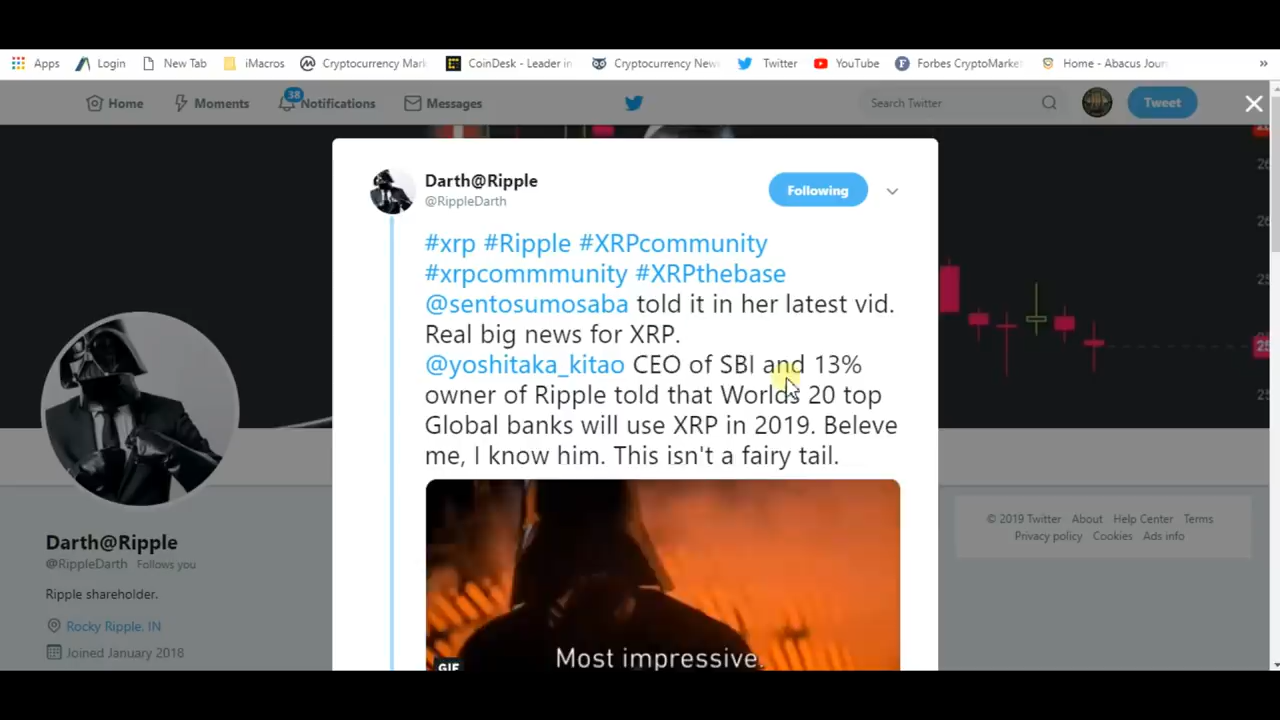 Apps Login New Tab iMacros Cryptocurrency Mark CoinDesk - Leader in Cryptocurrency News Twitter YouTube Forbes CryptoMarke Home - Abacus Jour »
Home Moments 38 Notifications Messages Search Twitter Tweet
Darth@Ripple
@RippleDarth
Following
#xrp #Ripple #XRPcommunity
#xrpcommmunity #XRPthebase
@sentosumosaba told it in her latest vid.
Real big news for XRP.
@yoshitaka_kitao CEO of SBI and 13%
owner of Ripple told that Worlds 20 top
Global banks will use XRP in 2019. Beleve
me, I know him. This isn't a fairy tail.
Most impressive.
GIF
Darth@Ripple
@RippleDarth Follows you
Ripple shareholder.
Rocky Ripple, IN
Joined January 2018
© 2019 Twitter About Help Center Terms
Privacy policy Cookies Ads info
26